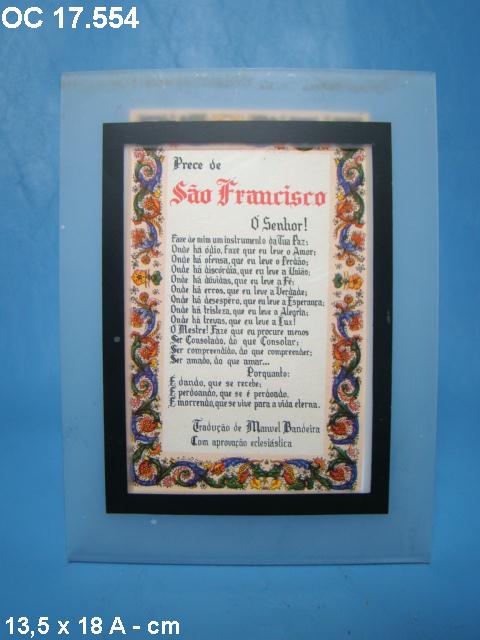 OC 17.554
Prece de
São Francisco
Ó Senhor!
Faze de mim um instrumento da Tua Paz;
Onde há ódio, faze que eu leve o Amor;
Onde há ofensa, que eu leve o Perdão;
Onde há discórdia, que eu leve a União;
Onde há dúvidas, que eu leve a Fé;
Onde há erros, que eu leve a Verdade;
Onde há desespêro, que eu leve a Esperança;
Onde há tristeza, que eu leve a Alegria;
Onde há trevas, que eu leve a Luz!
O Mestre! Faze que eu procure menos
Ser Consolado, do que Consolar;
Ser compreendido, do que compreender;
Ser amado, do que amar...
Porquanto:
É dando, que se recebe;
É perdoando, que se é perdoado,
É morrendo, que se vive para a vida eterna.
Tradução de Manuel Bandeira
Com aprovação eclesiástica
13,5 x 18 A - cm